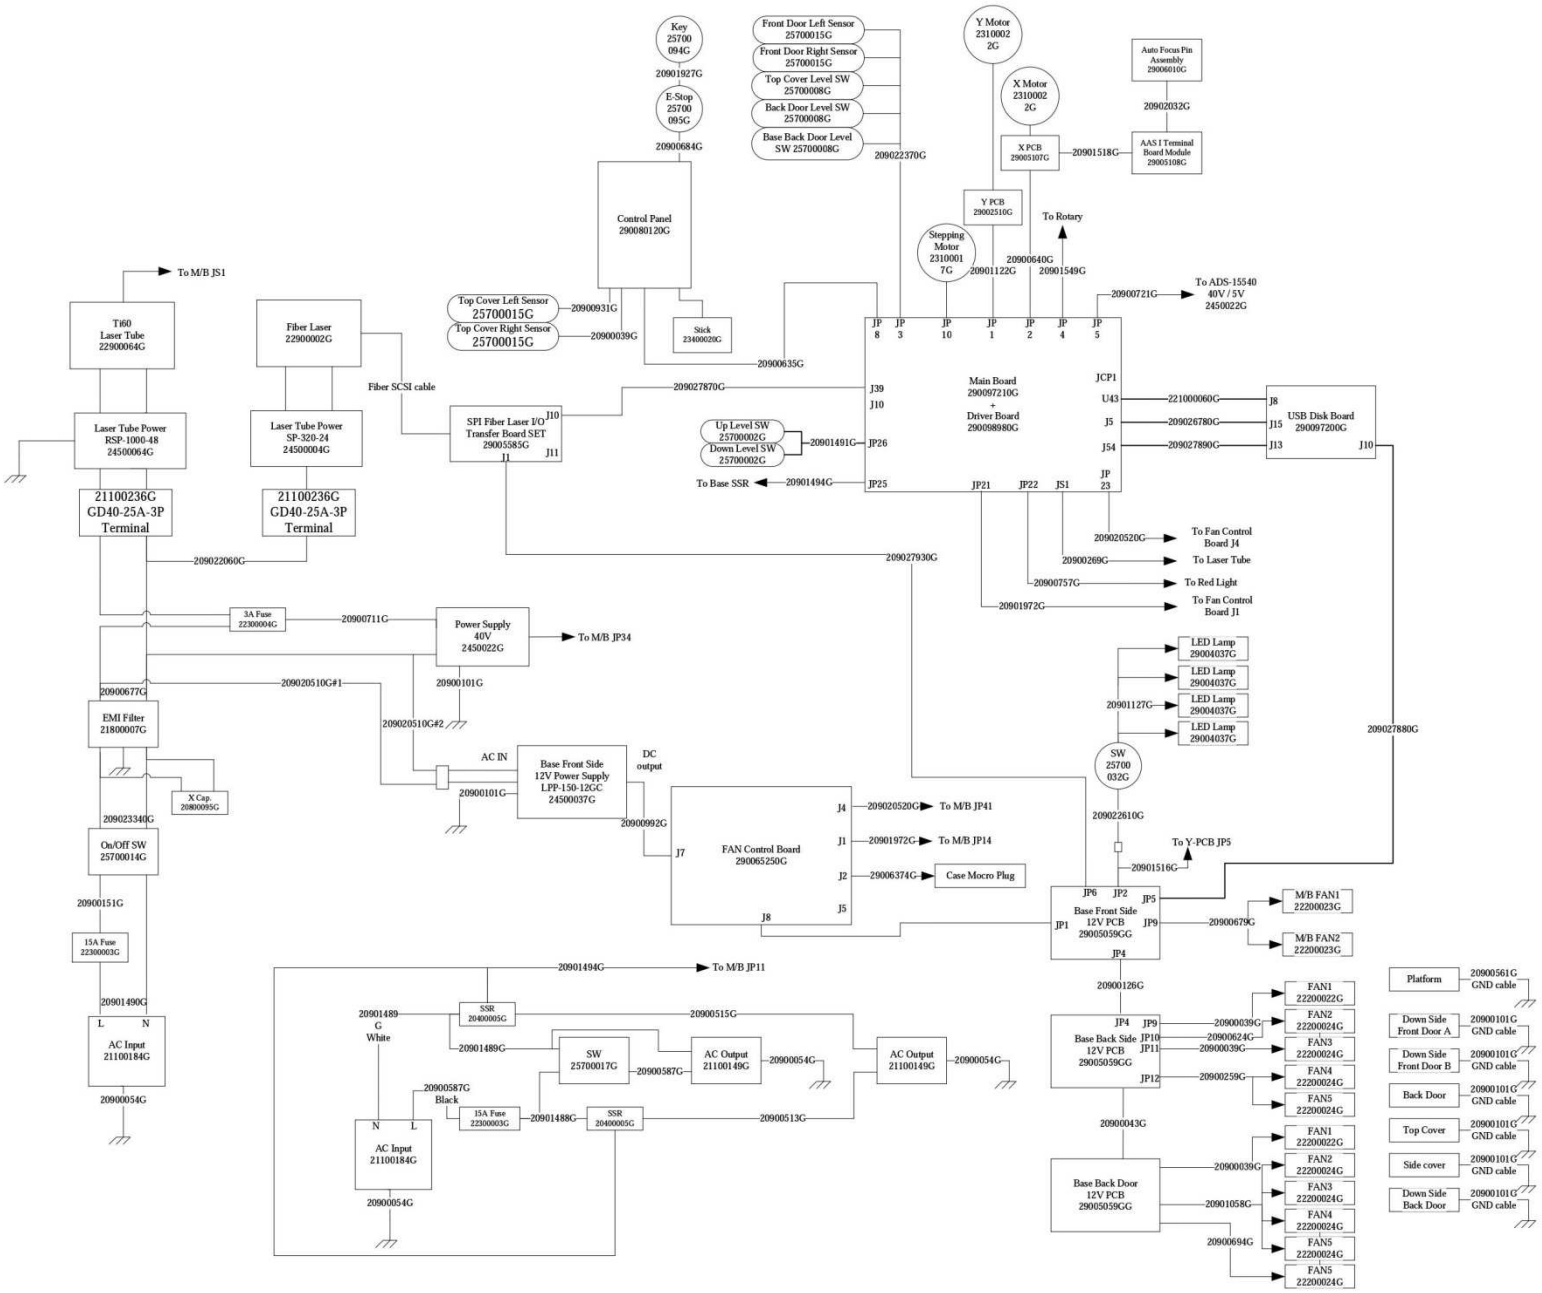 Key
25700
094G
20901927G
E-Stop
25700
095G
20900684G
Control Panel
290080120G
Top Cover Left Sensor
25700015G
Top Cover Right Sensor
25700015G
20900931G
20900039G
Stick
23400020G
20900635G
Front Door Left Sensor
25700015G
Front Door Right Sensor
25700015G
Top Cover Level SW
25700008G
Back Door Level SW
25700008G
Base Back Door Level
SW 25700008G
209022370G
Y Motor
2310002
2G
X Motor
2310002
2G
Auto Focus Pin
Assembly
29006010G
20902032G
X PCB
29005107G
20901518G
AAS I Terminal
Board Module
29005108G
Y PCB
29002510G
Stepping
Motor
2310001
7G
20901122G
20900640G
To Rotary
20901549G
20900721G
To ADS-15540
40V / 5V
2450022G
To M/B JS1
Ti60
Laser Tube
22900064G
Fiber Laser
22900002G
Fiber SCSI cable
Laser Tube Power
RSP-1000-48
24500064G
Laser Tube Power
SP-320-24
24500004G
SPI Fiber Laser I/O
Transfer Board SET
29005585G
J10
J11
J1
209027870G
21100236G
GD40-25A-3P
Terminal
21100236G
GD40-25A-3P
Terminal
209022060G
JP
8
JP
3
JP
10
JP
1
JP
2
JP
4
JP
5
Main Board
290097210G
+
Driver Board
290098980G
J39
J10
JP26
JP25
JCP1
U43
J5
J54
JP
23
JP21
JP22
JS1
Up Level SW
25700002G
Down Level SW
25700002G
20901491G
To Base SSR
20901494G
221000060G
209026780G
209027890G
J8
J15
J13
USB Disk Board
290097200G
J10
209020520G
To Fan Control
Board J4
20900269G
To Laser Tube
20900757G
To Red Light
20901972G
To Fan Control
Board J1
209027930G
3A Fuse
22300004G
20900711G
Power Supply
40V
2450022G
To M/B JP34
20900101G
209020510G#1
209020510G#2
20900677G
EMI Filter
21800007G
X Cap.
20800095G
209023340G
On/Off SW
25700014G
20900151G
15A Fuse
22300003G
20901490G
L
N
AC Input
21100184G
20900054G
AC IN
20900101G
Base Front Side
12V Power Supply
LPP-150-12GC
24500037G
DC
output
20900992G
J7
FAN Control Board
290065250G
J4
J1
J2
J5
J8
209020520G
To M/B JP41
20901972G
To M/B JP14
29006374G
Case Mocro Plug
LED Lamp
29004037G
LED Lamp
29004037G
LED Lamp
29004037G
LED Lamp
29004037G
20901127G
SW
25700
032G
209022610G
To Y-PCB JP5
20901516G
209027880G
JP6
JP2
JP5
JP1
Base Front Side
12V PCB
29005059GG
JP9
JP4
20900679G
M/B FAN1
22200023G
M/B FAN2
22200023G
20900126G
JP4
JP9
JP10
JP11
JP12
Base Back Side
12V PCB
29005059GG
20900039G
20900624G
20900039G
20900259G
FAN1
22200022G
FAN2
22200024G
FAN3
22200024G
FAN4
22200024G
FAN5
22200024G
20900043G
Base Back Door
12V PCB
29005059GG
20900039G
20901058G
20900694G
FAN1
22200022G
FAN2
22200024G
FAN3
22200024G
FAN4
22200024G
FAN5
22200024G
FAN5
22200024G
20901494G
To M/B JP11
20901489
G
White
SSR
20400005G
20900515G
20901489G
SW
25700017G
20900587G
AC Output
21100149G
20900054G
AC Output
21100149G
20900054G
20900587G
Black
15A Fuse
22300003G
20901488G
SSR
20400005G
20900513G
N
L
AC Input
21100184G
20900054G
Platform
20900561G
GND cable
Down Side
Front Door A
20900101G
GND cable
Down Side
Front Door B
20900101G
GND cable
Back Door
20900101G
GND cable
Top Cover
20900101G
GND cable
Side cover
20900101G
GND cable
Down Side
Back Door
20900101G
GND cable